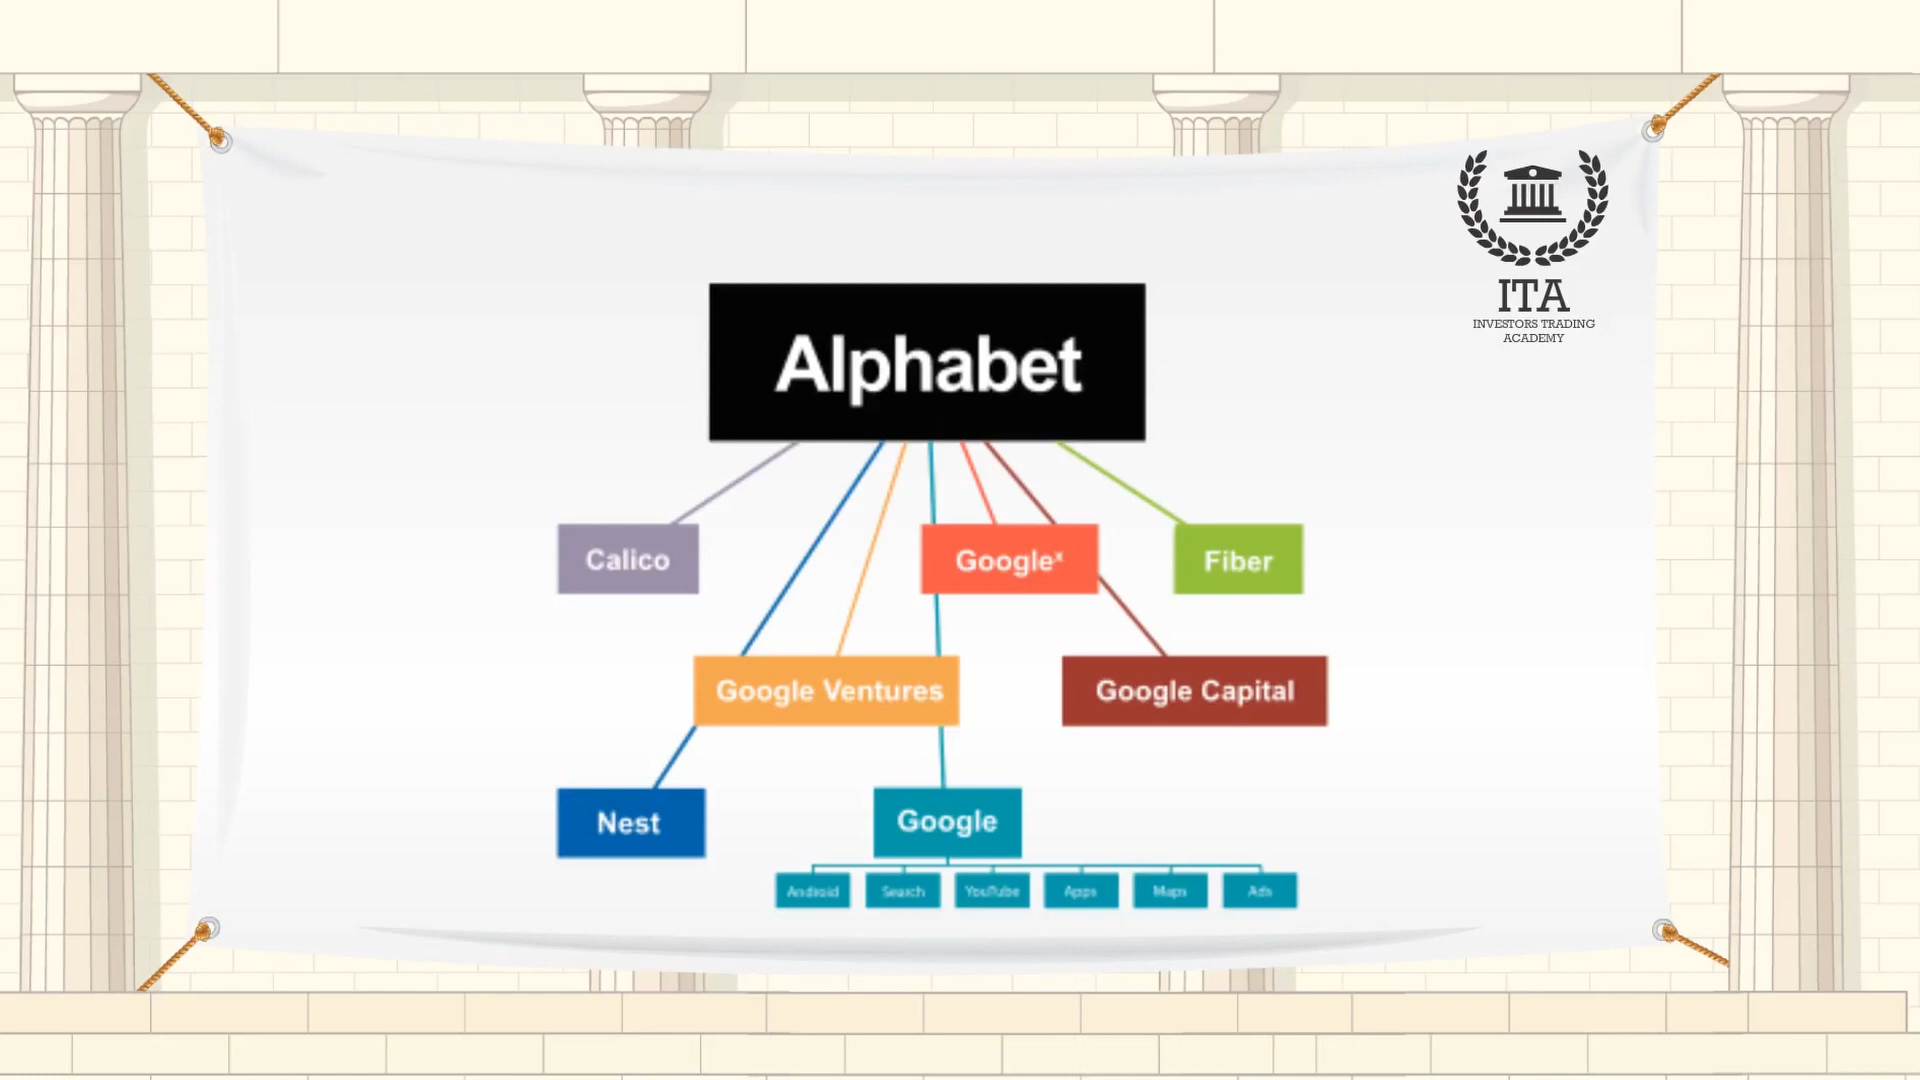 ITA
INVESTORS TRADING
ACADEMY
Alphabet
Calico
Googleˣ
Fiber
Google Ventures
Google Capital
Nest
Google
Android
Search
YouTube
Apps
Maps
Ads